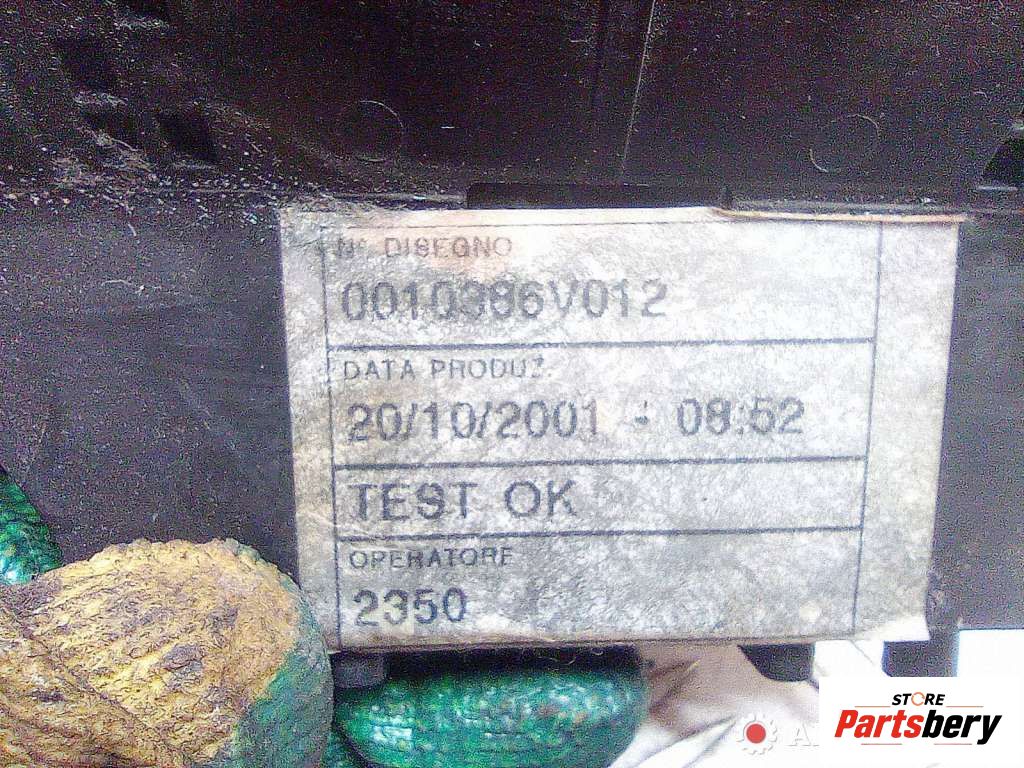 N° DISEGNO
0010386V012
DATA PRODUZ.
20/10/2001 - 08:52
TEST OK
OPERATORE
2350
STORE
Partsbery